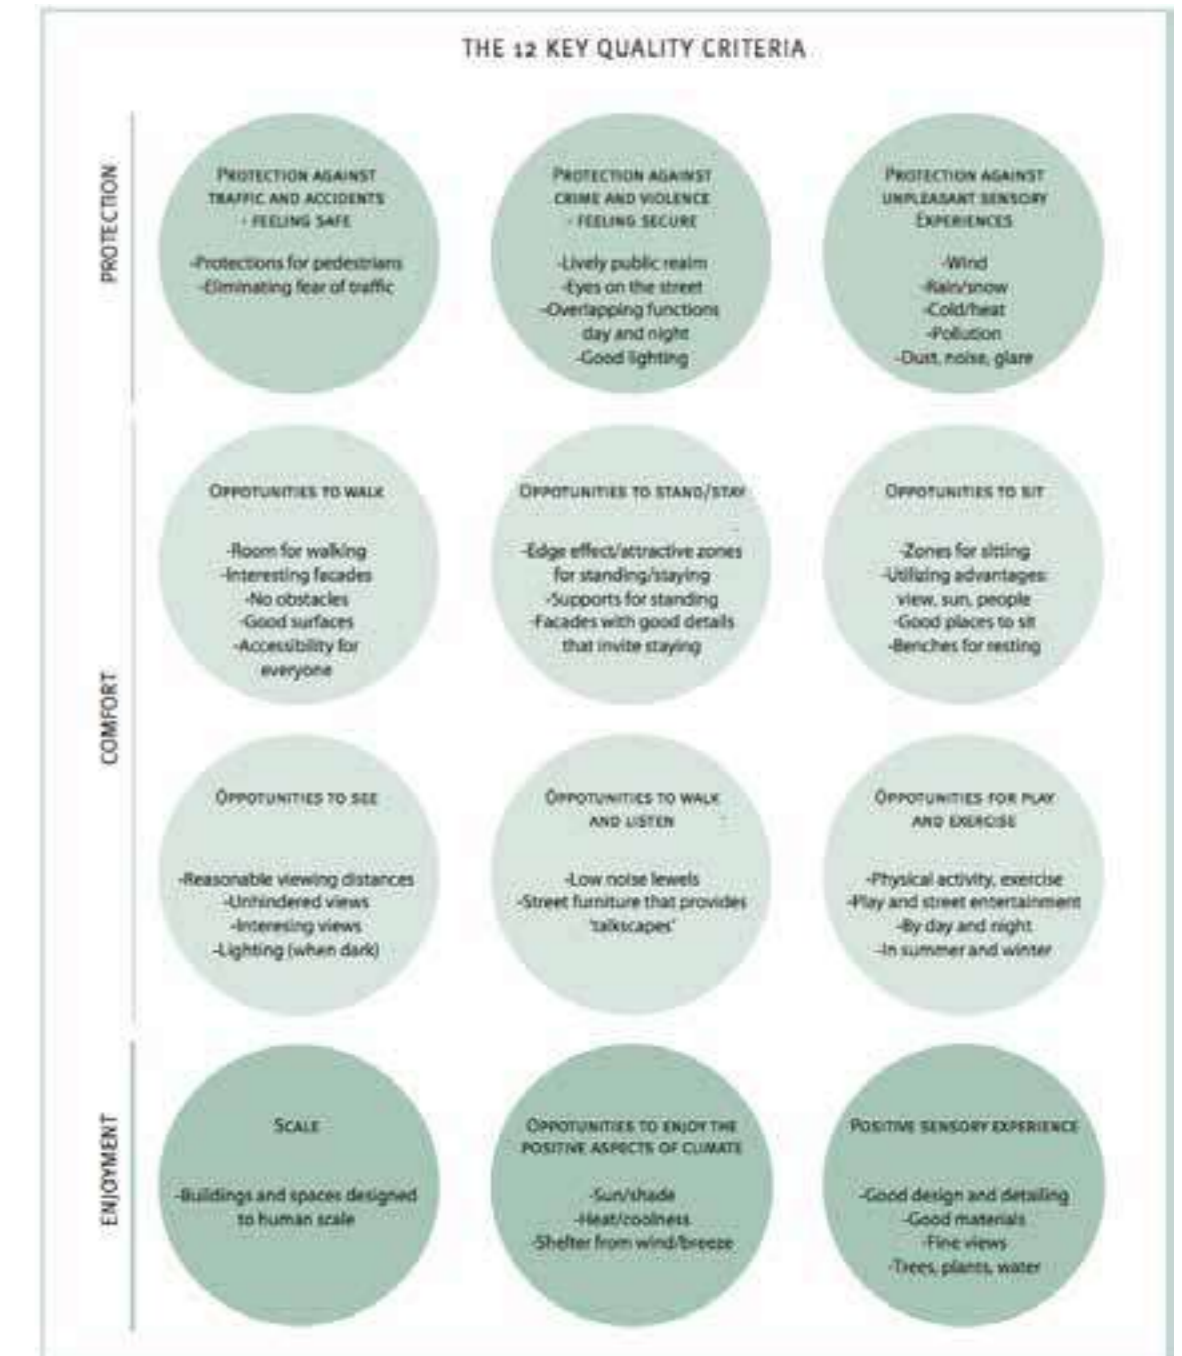 THE 12 KEY QUALITY CRITERIA
PROTECTION
PROTECTION AGAINST
TRAFFIC AND ACCIDENTS
- FEELING SAFE
-Protections for pedestrians
-Eliminating fear of traffic
PROTECTION AGAINST
CRIME AND VIOLENCE
- FEELING SECURE
-Lively public realm
-Eyes on the street
-Overlapping functions
day and night
-Good lighting
PROTECTION AGAINST
UNPLEASANT SENSORY
EXPERIENCES
-Wind
-Rain/snow
-Cold/heat
-Pollution
-Dust, noise, glare
COMFORT
OPPOTUNITIES TO WALK
-Room for walking
-Interesting facades
-No obstacles
-Good surfaces
-Accessibility for
everyone
OPPOTUNITIES TO STAND/STAY
-Edge effect/attractive zones
for standing/staying
-Supports for standing
-Facades with good details
that invite staying
OPPOTUNITIES TO SIT
-Zones for sitting
-Utilizing advantages:
view, sun, people
-Good places to sit
-Benches for resting
OPPOTUNITIES TO SEE
-Reasonable viewing distances
-Unhindered views
-Interesing views
-Lighting (when dark)
OPPOTUNITIES TO WALK
AND LISTEN
-Low noise lewels
-Street furniture that provides
'talkscapes'
OPPOTUNITIES FOR PLAY
AND EXERCISE
-Physical activity, exercise
-Play and street entertainment
-By day and night
-In summer and winter
ENJOYMENT
SCALE
-Buildings and spaces designed
to human scale
OPPOTUNITIES TO ENJOY THE
POSITIVE ASPECTS OF CLIMATE
-Sun/shade
-Heat/coolness
-Shelter from wind/breeze
POSITIVE SENSORY EXPERIENCE
-Good design and detailing
-Good materials
-Fine views
-Trees, plants, water